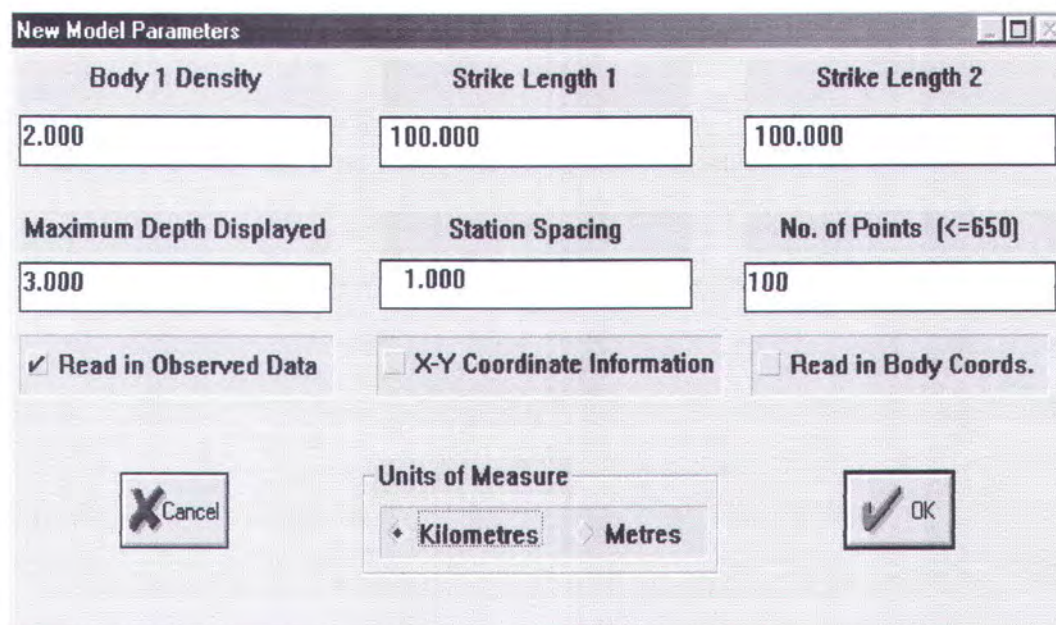 New Model Parameters
Body 1 Density
Strike Length 1
Strike Length 2
2.000
100.000
100.000
Maximum Depth Displayed
Station Spacing
No. of Points (<=650)
3.000
1.000
100
Read in Observed Data
X-Y Coordinate Information
Read in Body Coords.
Units of Measure
Cancel
Kilometres
Metres
OK